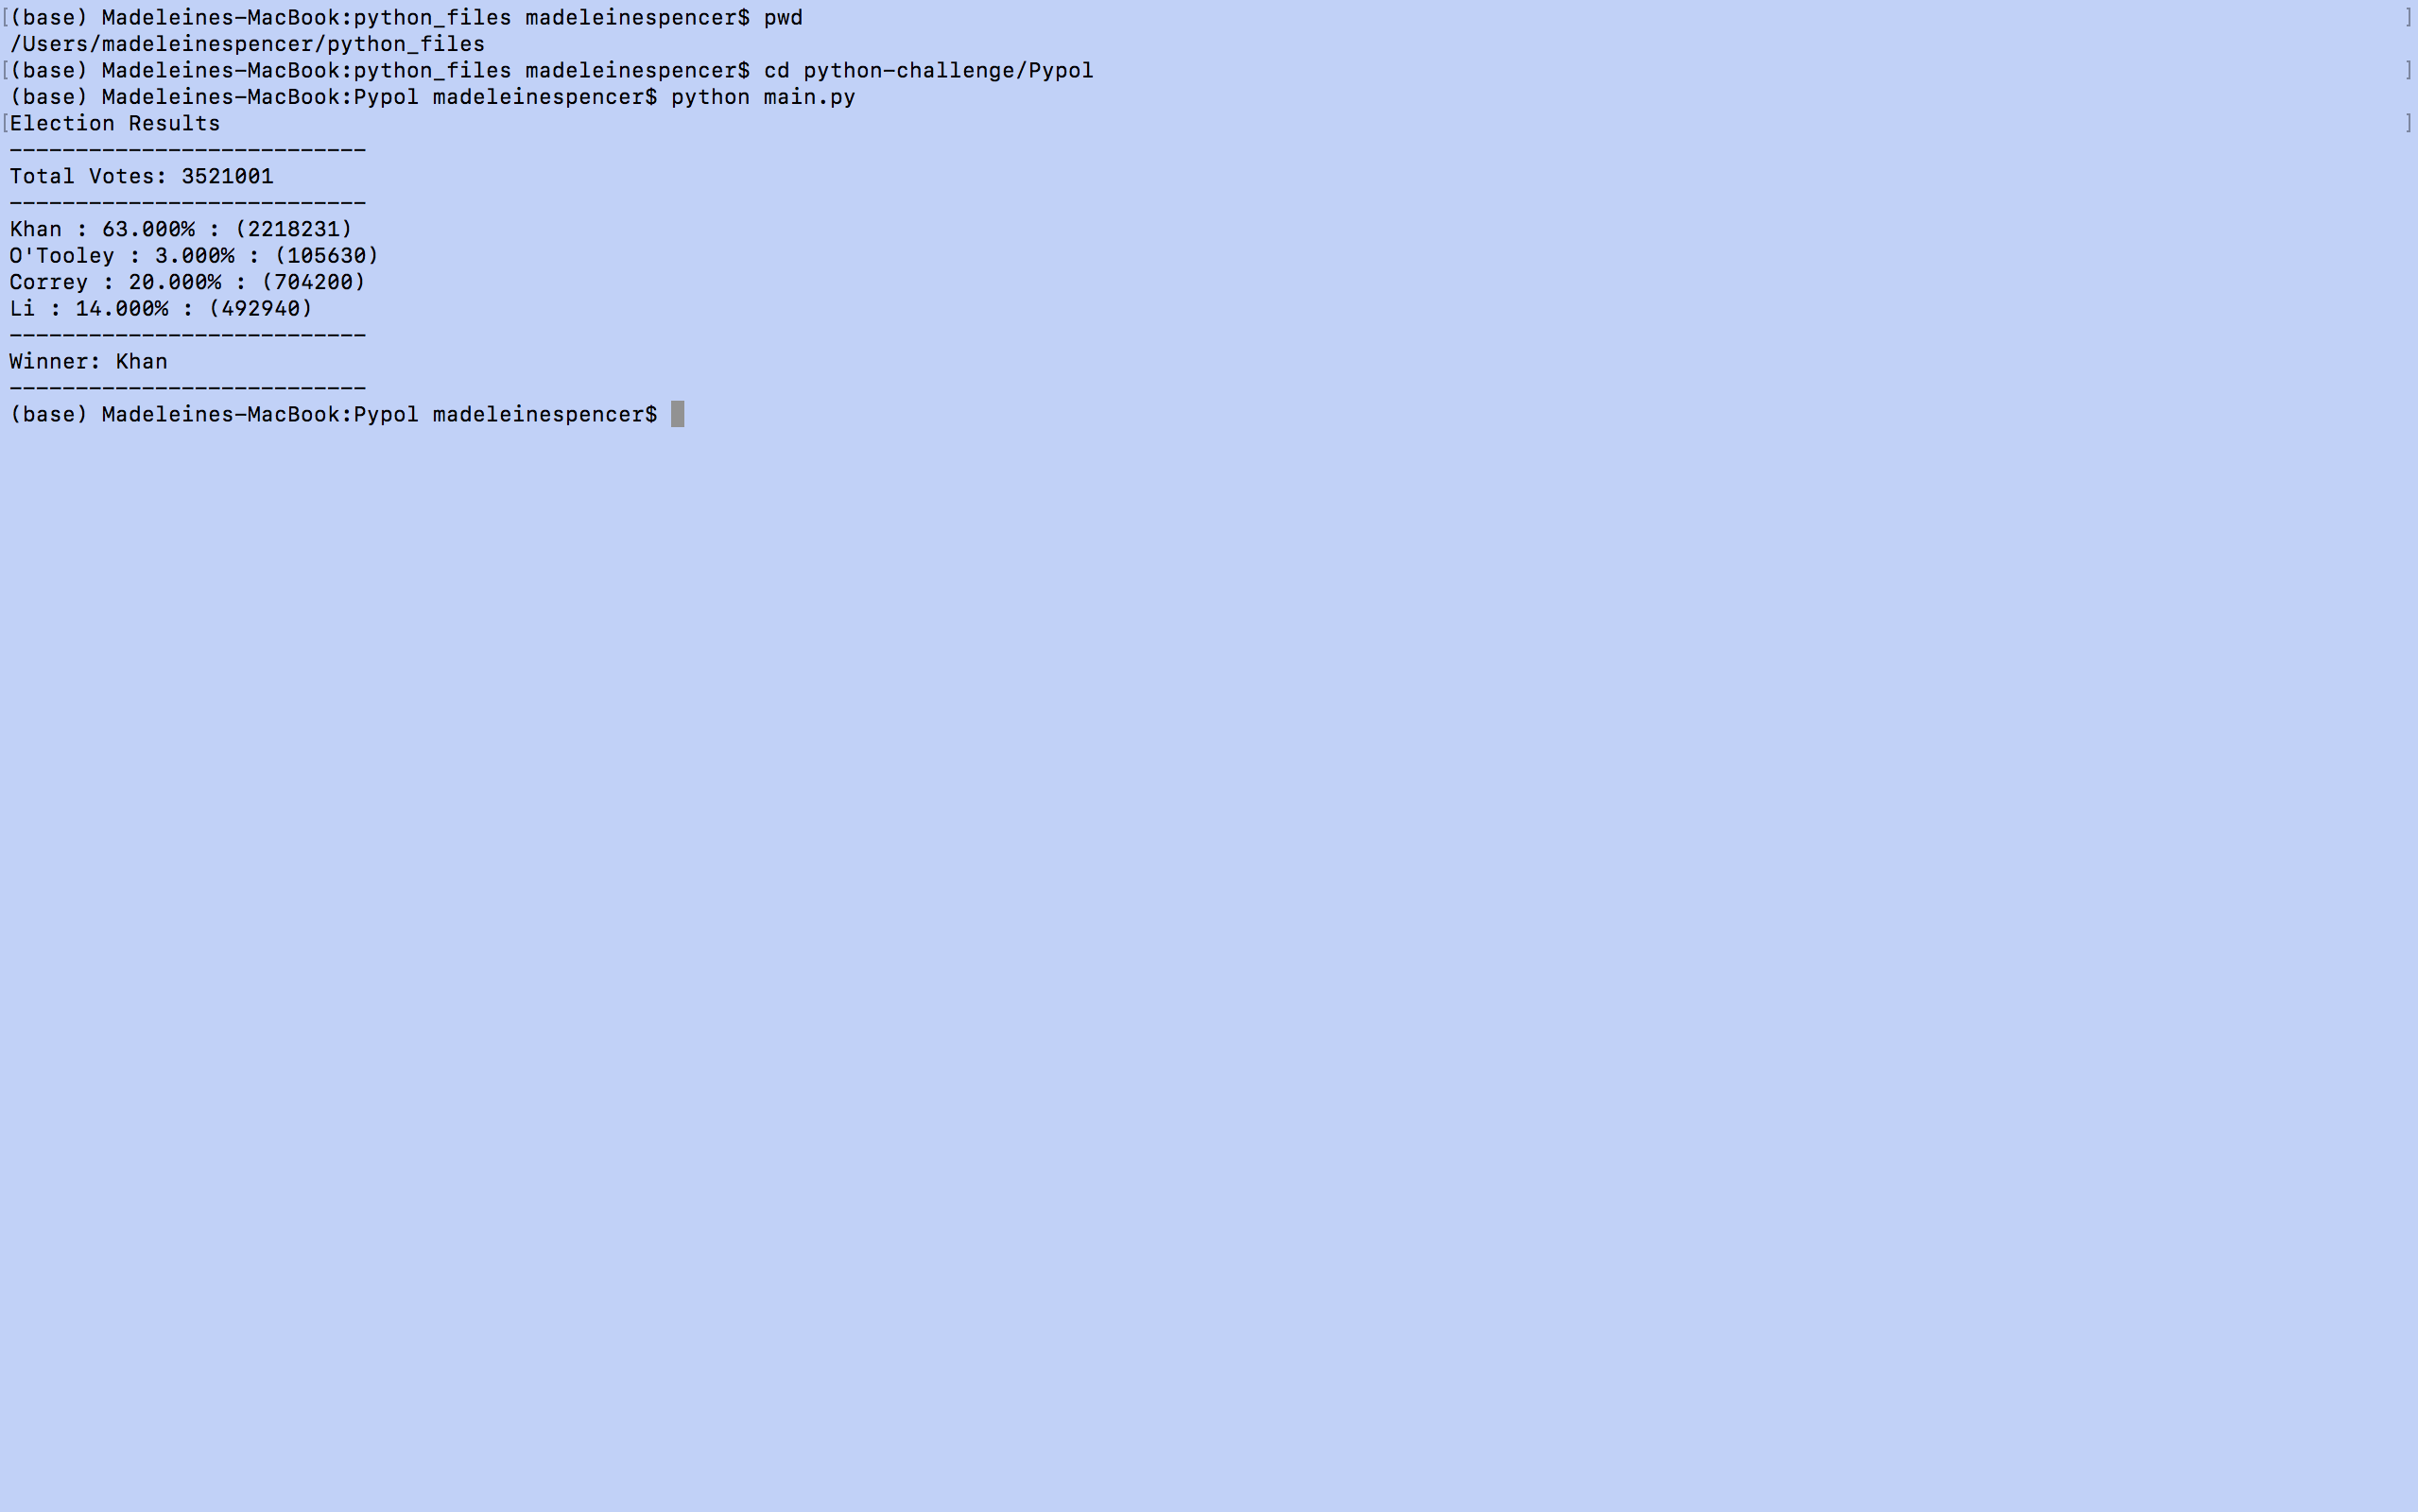 [(base) Madeleines-MacBook:python_files madeleinespencer$ pwd ]
/Users/madeleinespencer/python_files
[(base) Madeleines-MacBook:python_files madeleinespencer$ cd python-challenge/Pypol ]
(base) Madeleines-MacBook:Pypol madeleinespencer$ python main.py
[Election Results ]
---------------------------
Total Votes: 3521001
---------------------------
Khan : 63.000% : (2218231)
O'Tooley : 3.000% : (105630)
Correy : 20.000% : (704200)
Li : 14.000% : (492940)
---------------------------
Winner: Khan
---------------------------
(base) Madeleines-MacBook:Pypol madeleinespencer$